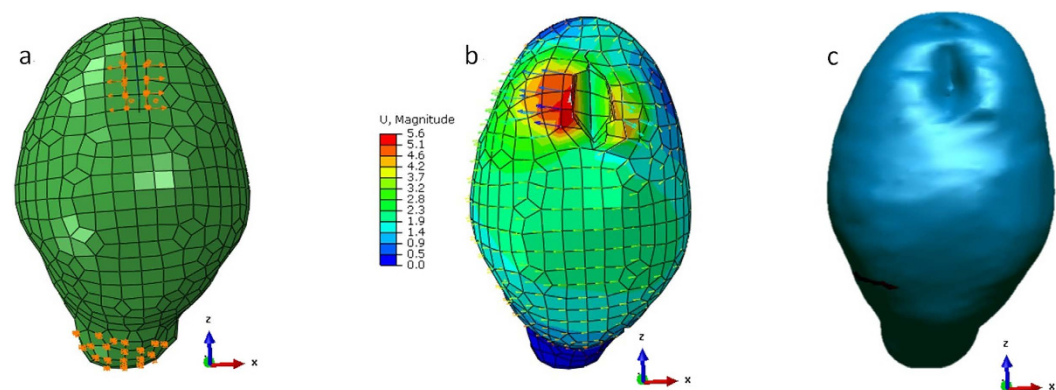 a
b
c
U, Magnitude
5.6
5.1
4.6
4.2
3.7
3.2
2.8
2.3
1.9
1.4
0.9
0.5
0.0
z
x
z
x
z
x